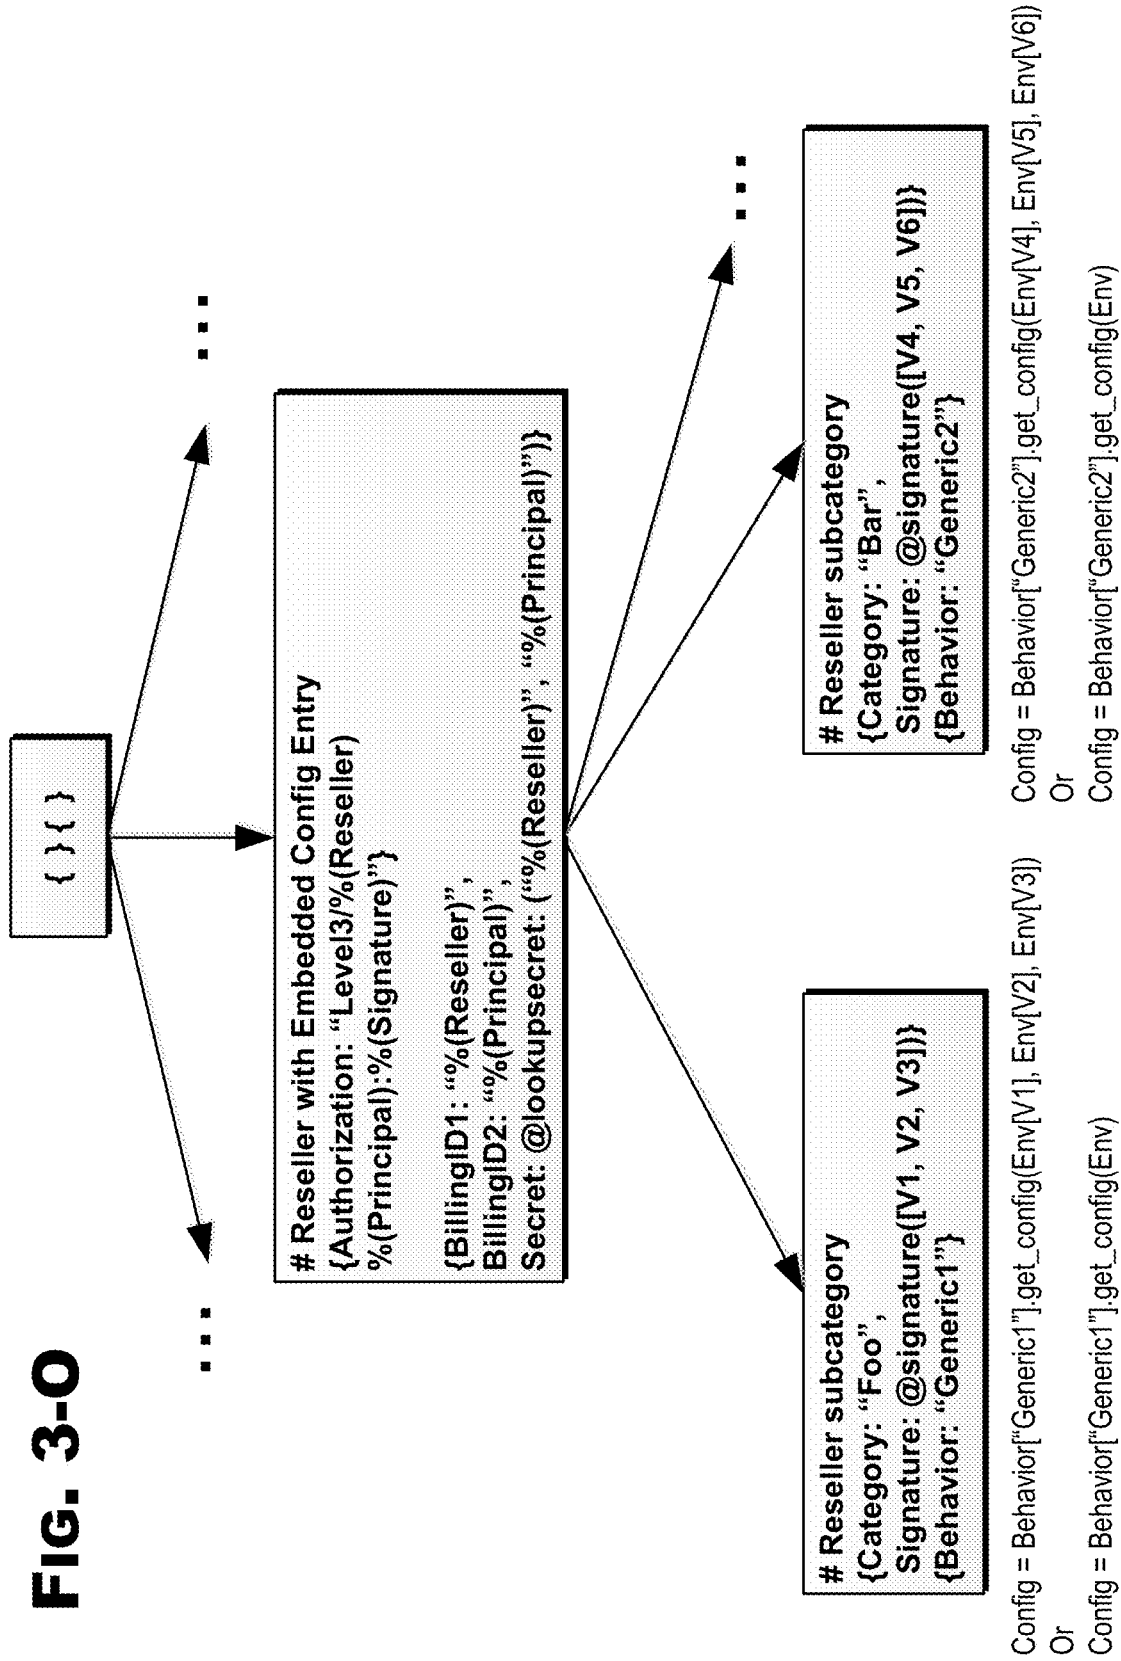 FIG. 3-O
{ } { }
...
...
# Reseller with Embedded Config Entry
{Authorization: “Level3/%(Reseller)
%(Principal):%(Signature)”}
{BillingID1: “%(Reseller)”,
BillingID2: “%(Principal)”,
Secret: @lookupsecret: (“%(Reseller)”, “%(Principal)”)}
...
# Reseller subcategory
{Category: “Foo”,
Signature: @signature([V1, V2, V3])}
{Behavior: “Generic1”}
Config = Behavior[“Generic1”].get_config(Env[V1], Env[V2], Env[V3])
Or
Config = Behavior[“Generic1”].get_config(Env)
# Reseller subcategory
{Category: “Bar”,
Signature: @signature([V4, V5, V6])}
{Behavior: “Generic2”}
Config = Behavior[“Generic2”].get_config(Env[V4], Env[V5], Env[V6])
Or
Config = Behavior[“Generic2”].get_config(Env)